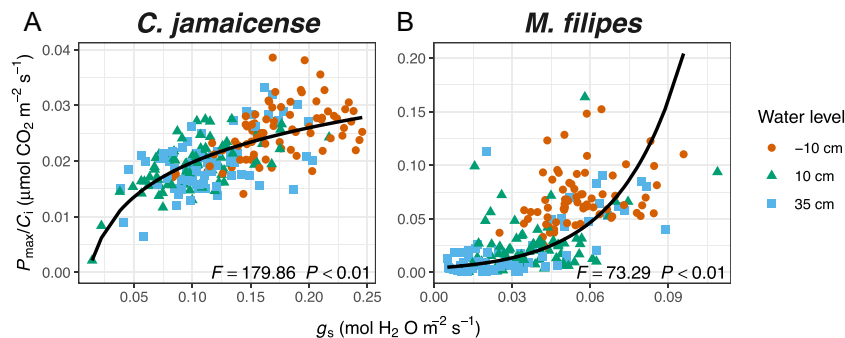 A C. jamaicense B M. filipes
0.04 0.20
0.03 0.15
0.02 0.10
0.01 0.05
0.00 0.00
Pmax/Ci (μmol CO2 m−2 s−1)
F = 179.86 P < 0.01 F = 73.29 P < 0.01
0.05 0.10 0.15 0.20 0.25 0.00 0.03 0.06 0.09
gs (mol H2 O m−2 s−1)
Water level
−10 cm
10 cm
35 cm